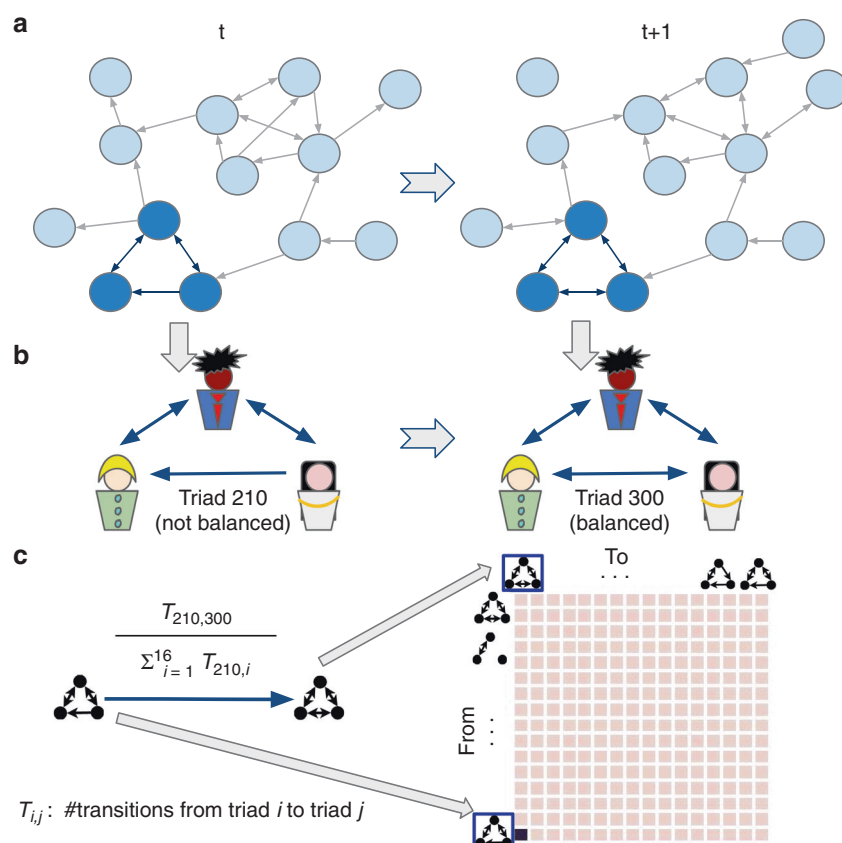 a
t
t+1
b
Triad 210
(not balanced)
Triad 300
(balanced)
c
To
. . .
T210,300
Σ16i = 1 T210,i
From
. . .
Ti,j : #transitions from triad i to triad j